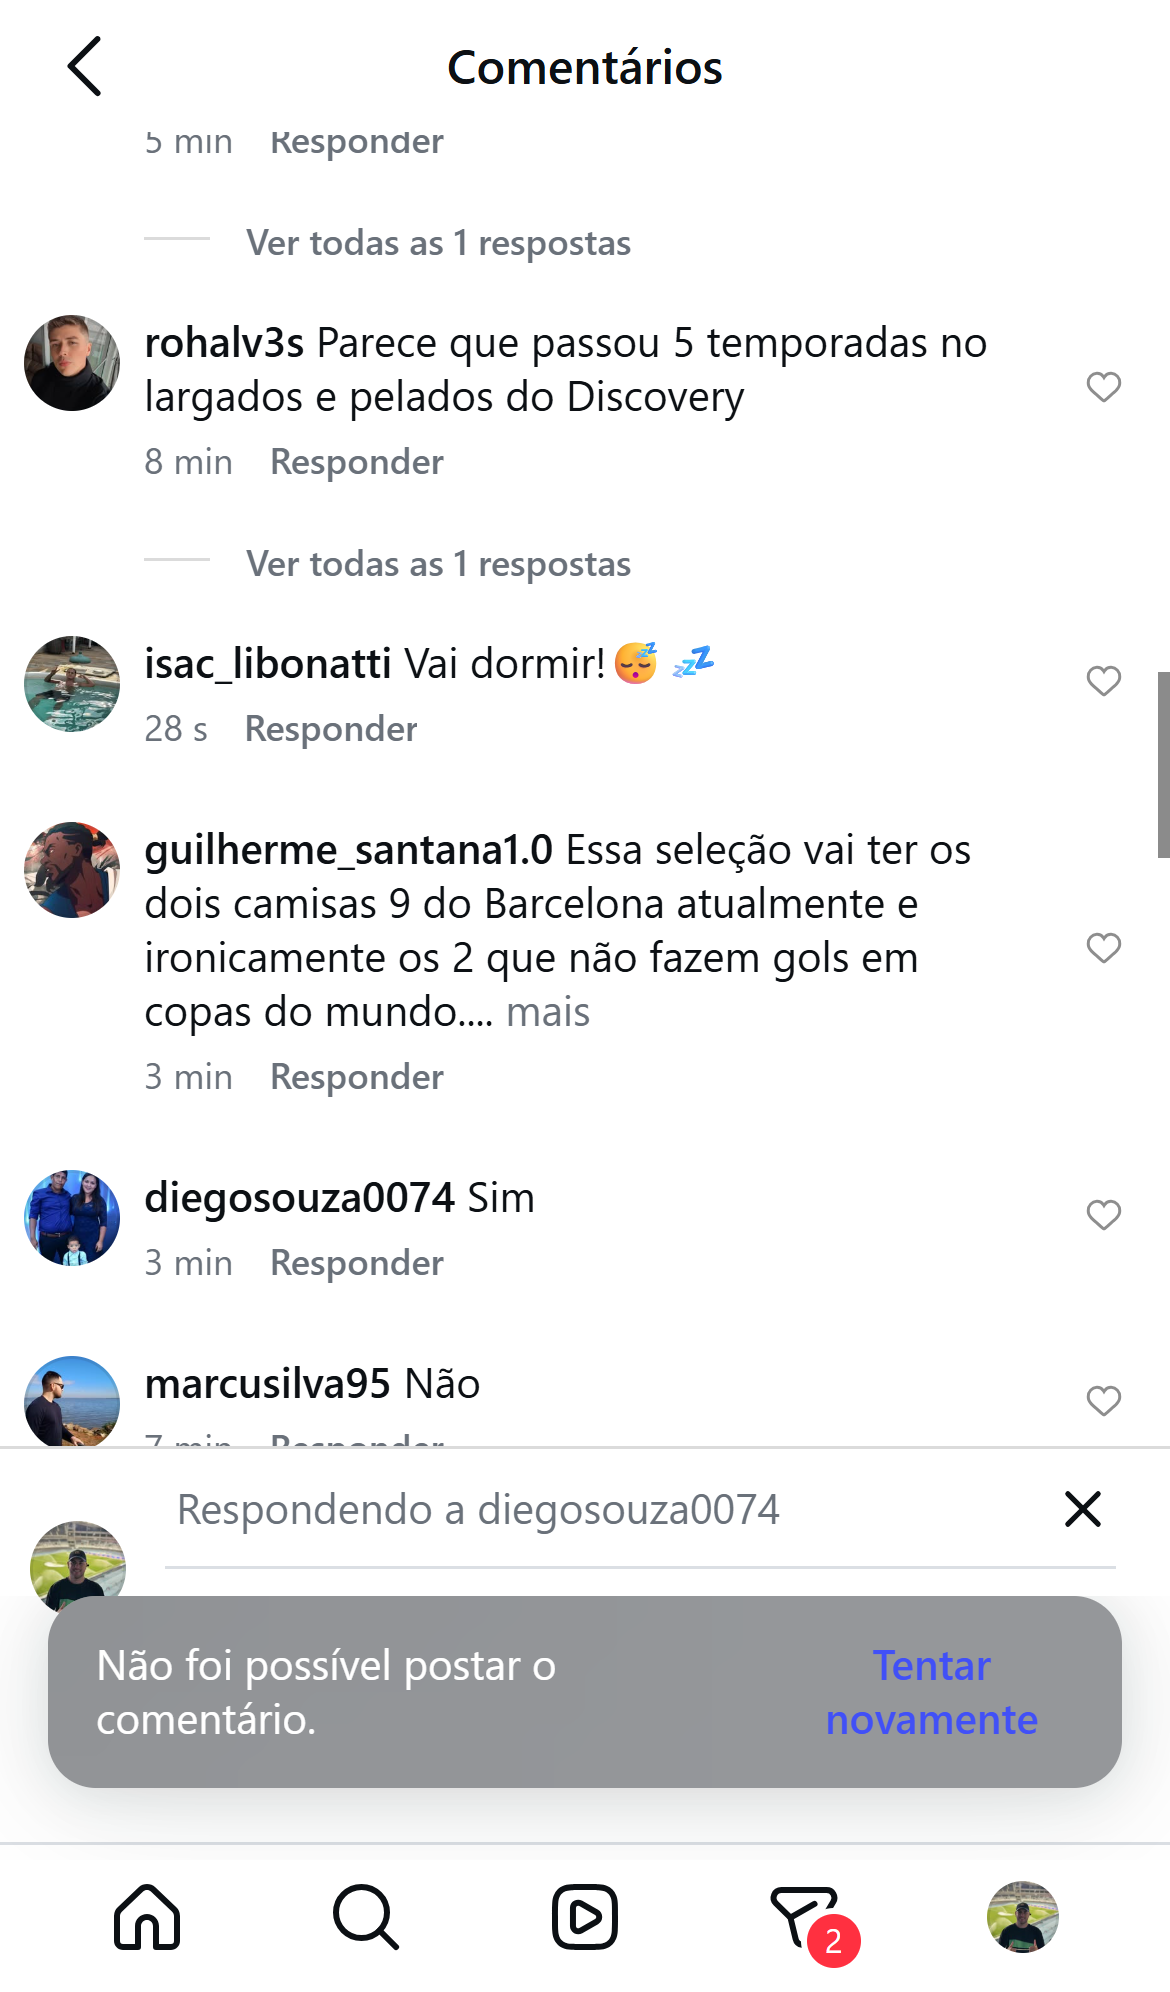 Comentários
5 min Responder
Ver todas as 1 respostas
rohalv3s Parece que passou 5 temporadas no
largados e pelados do Discovery
8 min Responder
Ver todas as 1 respostas
isac_libonatti Vai dormir!😴 💤
28 s Responder
guilherme_santana1.0 Essa seleção vai ter os
dois camisas 9 do Barcelona atualmente e
ironicamente os 2 que não fazem gols em
copas do mundo.... mais
3 min Responder
diegosouza0074 Sim
3 min Responder
marcusilva95 Não
7 min Responder
Respondendo a diegosouza0074
Não foi possível postar o
comentário.
Tentar
novamente
2